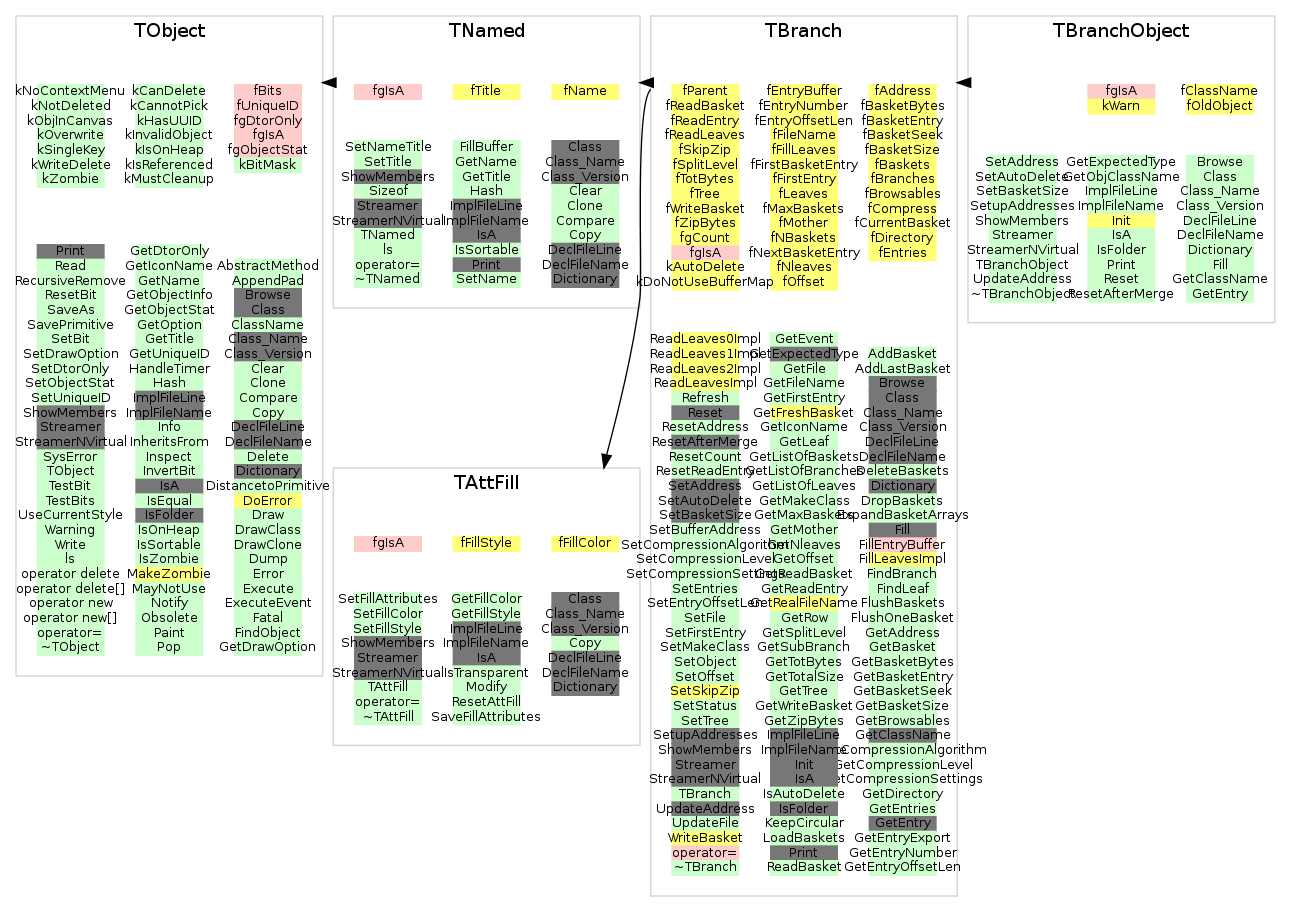 TObject
kNoContextMenu
kNotDeleted
kObjInCanvas
kOverwrite
kSingleKey
kWriteDelete
kZombie
kCanDelete
kCannotPick
kHasUUID
kInvalidObject
kIsOnHeap
kIsReferenced
kMustCleanup
fBits
fUniqueID
fgDtorOnly
fgIsA
fgObjectStat
kBitMask
Print
Read
RecursiveRemove
ResetBit
SaveAs
SavePrimitive
SetBit
SetDrawOption
SetDtorOnly
SetObjectStat
SetUniqueID
ShowMembers
Streamer
StreamerNVirtual
SysError
TObject
TestBit
TestBits
UseCurrentStyle
Warning
Write
ls
operator delete
operator delete[]
operator new
operator new[]
operator=
~TObject
GetDtorOnly
GetIconName
GetName
GetObjectInfo
GetObjectStat
GetOption
GetTitle
GetUniqueID
HandleTimer
Hash
ImplFileLine
ImplFileName
Info
InheritsFrom
Inspect
InvertBit
IsA
IsEqual
IsFolder
IsOnHeap
IsSortable
IsZombie
MakeZombie
MayNotUse
Notify
Obsolete
Paint
Pop
AbstractMethod
AppendPad
Browse
Class
ClassName
Class_Name
Class_Version
Clear
Clone
Compare
Copy
DeclFileLine
DeclFileName
Delete
Dictionary
DistancetoPrimitive
DoError
Draw
DrawClass
DrawClone
Dump
Error
Execute
ExecuteEvent
Fatal
FindObject
GetDrawOption
TNamed
fgIsA
fTitle
fName
SetNameTitle
SetTitle
ShowMembers
Sizeof
Streamer
StreamerNVirtual
TNamed
ls
operator=
~TNamed
FillBuffer
GetName
GetTitle
Hash
ImplFileLine
ImplFileName
IsA
IsSortable
Print
SetName
Class
Class_Name
Class_Version
Clear
Clone
Compare
Copy
DeclFileLine
DeclFileName
Dictionary
TAttFill
fgIsA
fFillStyle
fFillColor
SetFillAttributes
SetFillColor
SetFillStyle
ShowMembers
Streamer
StreamerNVirtual
TAttFill
operator=
~TAttFill
GetFillColor
GetFillStyle
ImplFileLine
ImplFileName
IsA
IsTransparent
Modify
ResetAttFill
SaveFillAttributes
Class
Class_Name
Class_Version
Copy
DeclFileLine
DeclFileName
Dictionary
TBranch
fParent
fReadBasket
fReadEntry
fReadLeaves
fSkipZip
fSplitLevel
fTotBytes
fTree
fWriteBasket
fZipBytes
fgCount
fgIsA
kAutoDelete
kDoNotUseBufferMap
fEntryBuffer
fEntryNumber
fEntryOffsetLen
fFileName
fFillLeaves
fFirstBasketEntry
fFirstEntry
fLeaves
fMaxBaskets
fMother
fNBaskets
fNextBasketEntry
fNleaves
fOffset
fAddress
fBasketBytes
fBasketEntry
fBasketSeek
fBasketSize
fBaskets
fBranches
fBrowsables
fCompress
fCurrentBasket
fDirectory
fEntries
ReadLeaves0Impl
ReadLeaves1Impl
ReadLeaves2Impl
ReadLeavesImpl
Refresh
Reset
ResetAddress
ResetAfterMerge
ResetCount
ResetReadEntry
SetAddress
SetAutoDelete
SetBasketSize
SetBufferAddress
SetCompressionAlgorithm
SetCompressionLevel
SetCompressionSettings
SetEntries
SetEntryOffsetLen
SetFile
SetFirstEntry
SetMakeClass
SetObject
SetOffset
SetSkipZip
SetStatus
SetTree
SetupAddresses
ShowMembers
Streamer
StreamerNVirtual
TBranch
UpdateAddress
UpdateFile
WriteBasket
operator=
~TBranch
GetEvent
GetExpectedType
GetFile
GetFileName
GetFirstEntry
GetFreshBasket
GetIconName
GetLeaf
GetListOfBaskets
GetListOfBranches
GetListOfLeaves
GetMakeClass
GetMaxBaskets
GetMother
GetNleaves
GetOffset
GetReadBasket
GetReadEntry
GetRealFileName
GetRow
GetSplitLevel
GetSubBranch
GetTotBytes
GetTotalSize
GetTree
GetWriteBasket
GetZipBytes
ImplFileLine
ImplFileName
Init
IsA
IsAutoDelete
IsFolder
KeepCircular
LoadBaskets
Print
ReadBasket
AddBasket
AddLastBasket
Browse
Class
Class_Name
Class_Version
DeclFileLine
DeclFileName
DeleteBaskets
Dictionary
DropBaskets
ExpandBasketArrays
Fill
FillEntryBuffer
FillLeavesImpl
FindBranch
FindLeaf
FlushBaskets
FlushOneBasket
GetAddress
GetBasket
GetBasketBytes
GetBasketEntry
GetBasketSeek
GetBasketSize
GetBrowsables
GetClassName
CompressionAlgorithm
GetCompressionLevel
etCompressionSettings
GetDirectory
GetEntries
GetEntry
GetEntryExport
GetEntryNumber
GetEntryOffsetLen
TBranchObject
fgIsA
kWarn
fClassName
fOldObject
SetAddress
SetAutoDelete
SetBasketSize
SetupAddresses
ShowMembers
Streamer
StreamerNVirtual
TBranchObject
UpdateAddress
~TBranchObject
GetExpectedType
GetObjClassName
ImplFileLine
ImplFileName
Init
IsA
IsFolder
Print
Reset
ResetAfterMerge
Browse
Class
Class_Name
Class_Version
DeclFileLine
DeclFileName
Dictionary
Fill
GetClassName
GetEntry